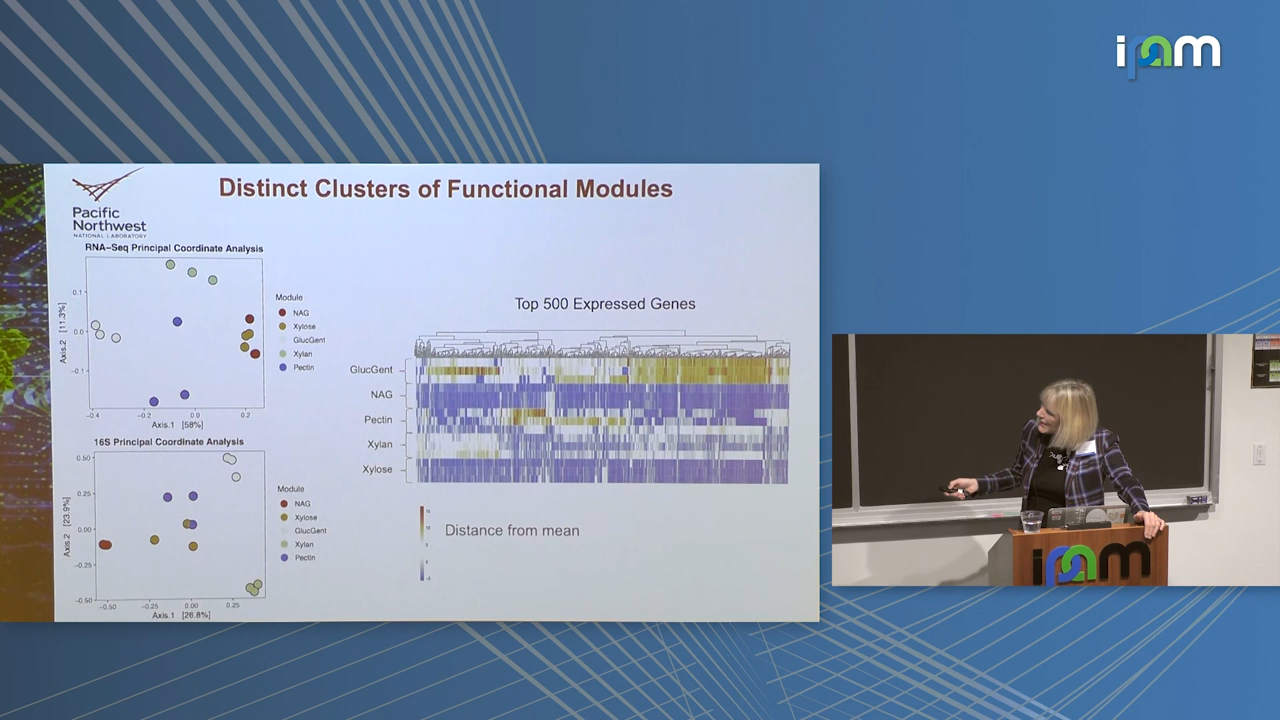 ipam
Distinct Clusters of Functional Modules
Pacific
Northwest
NATIONAL LABORATORY
RNA-Seq Principal Coordinate Analysis
Axis.2 [11.3%]
0.1
0.0
-0.1
-0.4
-0.2
0.0
0.2
Axis.1 [58%]
Module
NAG
Xylose
GlucGent
Xylan
Pectin
16S Principal Coordinate Analysis
Axis.2 [23.9%]
0.50
0.25
0.00
-0.25
-0.50
-0.50
-0.25
0.00
0.25
Axis.1 [26.8%]
Module
NAG
Xylose
GlucGent
Xylan
Pectin
Top 500 Expressed Genes
GlucGent
NAG
Pectin
Xylan
Xylose
Distance from mean
ipam